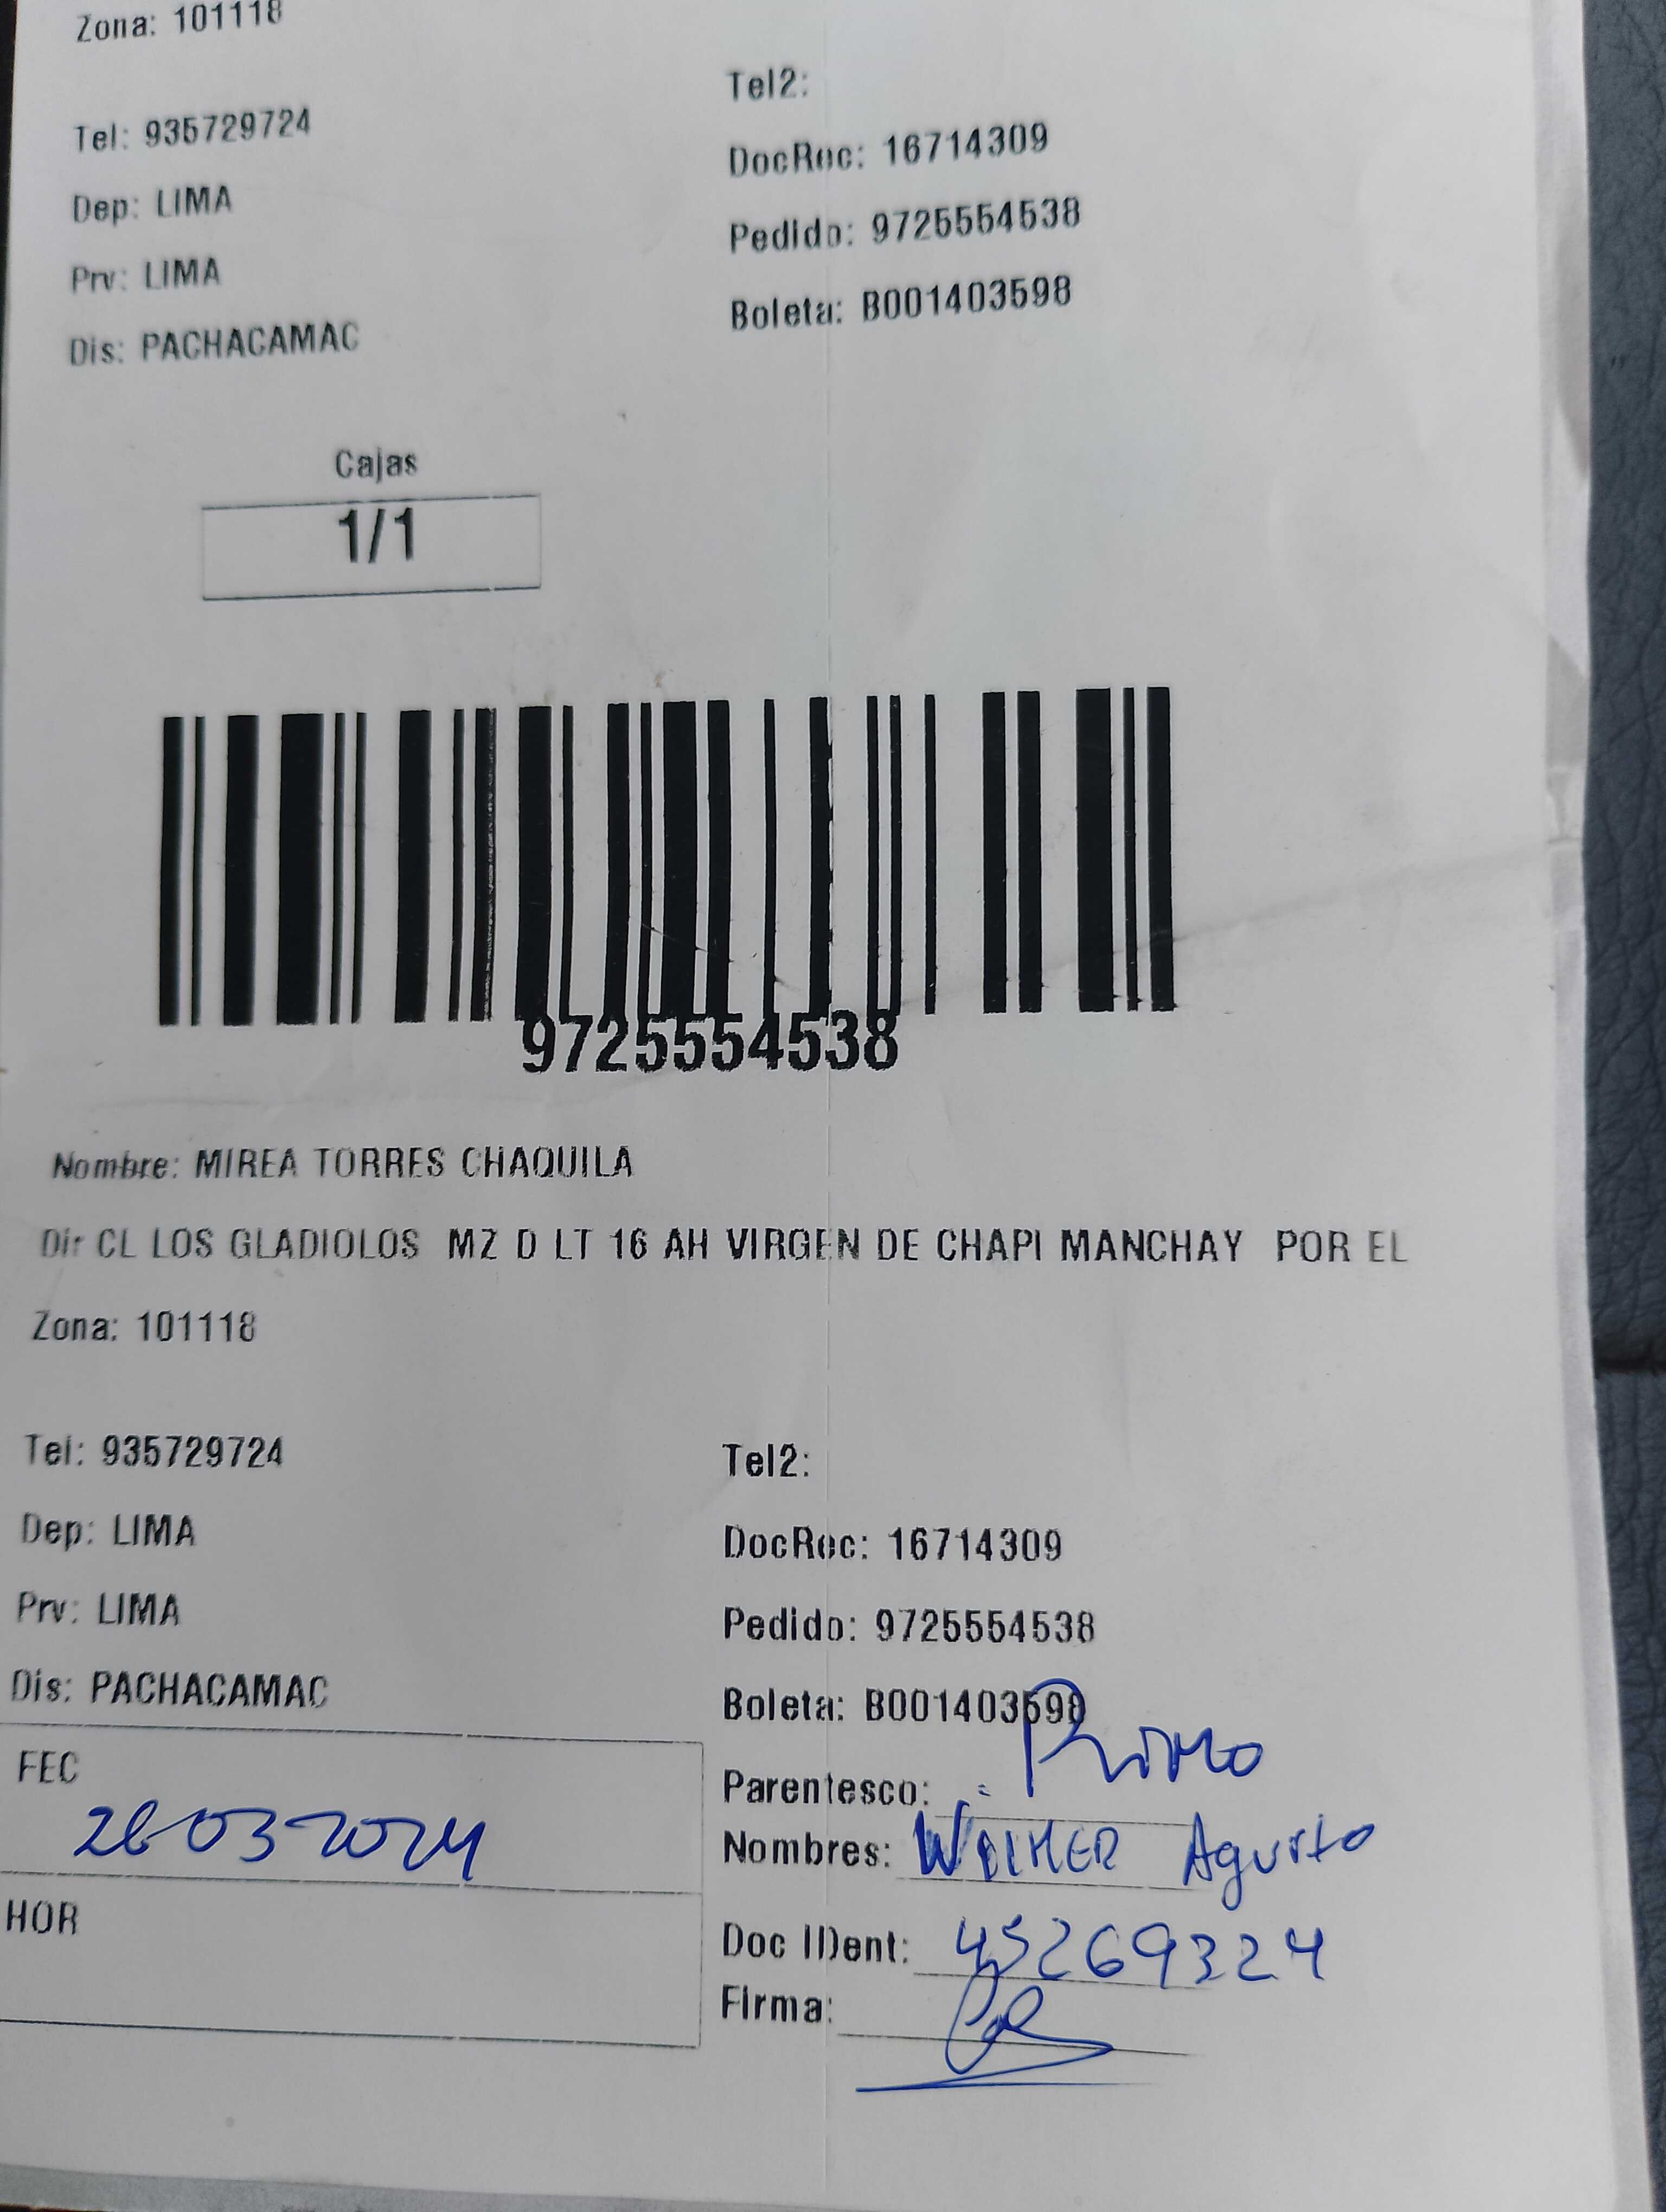 Zona: 101118
Tel2:
Tel: 935729724
DocRec: 16714309
Dep: LIMA
Pedido: 9725554538
Prv: LIMA
Boleta: B001403598
Dis: PACHACAMAC
Cajas
1/1
9725554538
Nombre: MIREA TORRES CHAQUILA
Dir CL LOS GLADIOLOS MZ D LT 16 AH VIRGEN DE CHAPI MANCHAY POR EL
Zona: 101118
Tel: 935729724
Tel2:
Dep: LIMA
DocRec: 16714309
Prv: LIMA
Pedido: 9725554538
Dis: PACHACAMAC
Boleta: B001403598
FEC
Parentesco: Primo
26-03-2024
Nombres: Agusto
HOR
Doc IDent: 45269324
Firma: